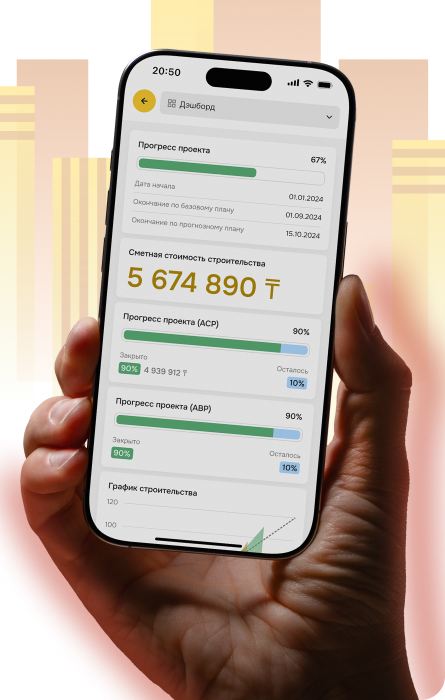 20:50
Дэшборд
Прогресс проекта 67%
Дата начала 01.01.2024
Окончание по базовому плану 01.09.2024
Окончание по прогнозному плану 15.10.2024
Сметная стоимость строительства
5 674 890 ₸
Прогресс проекта (АСР) 90%
Закрыто Осталось
90% 4 939 912 ₸ 10%
Прогресс проекта (АВР) 90%
Закрыто Осталось
90% 10%
График строительства
120
100